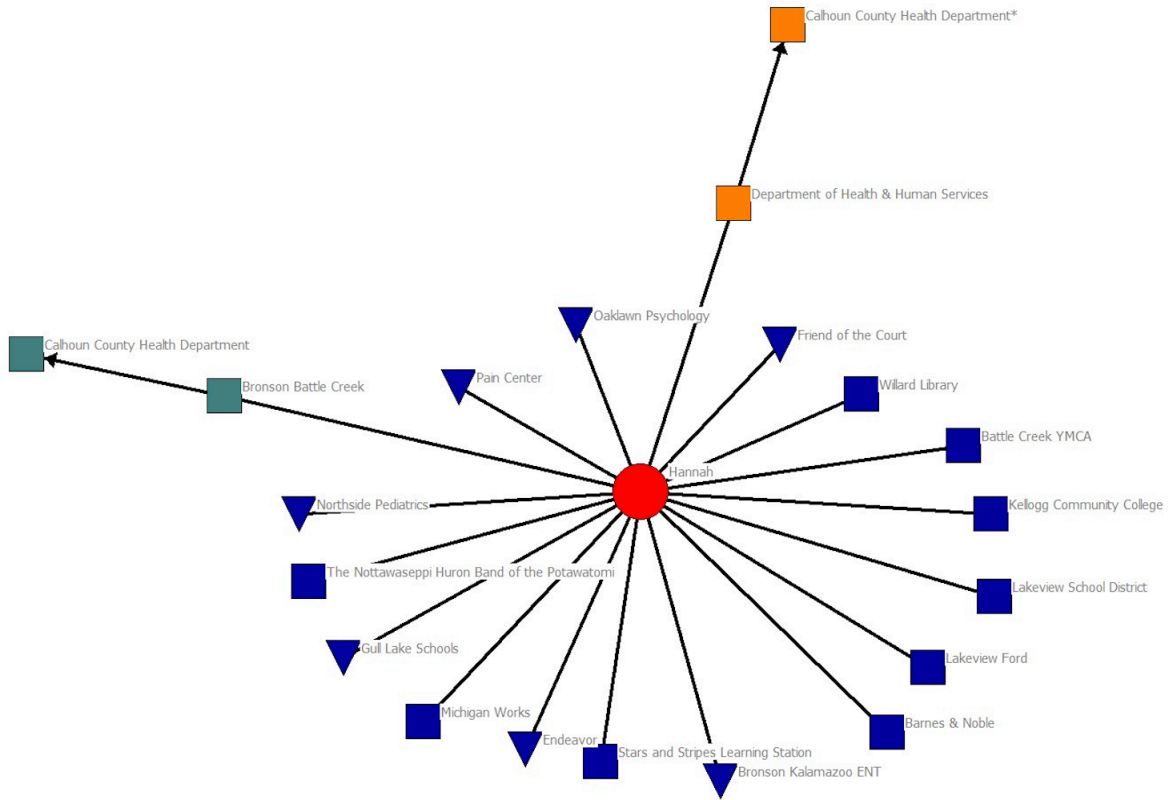 Calhoun County Health Department*
Department of Health & Human Services
Oaklawn Psychology
Friend of the Court
Calhoun County Health Department
Pain Center
Willard Library
Bronson Battle Creek
Battle Creek YMCA
Hannah
Northside Pediatrics
Kellogg Community College
The Nottawaseppi Huron Band of the Potawatomi
Lakeview School District
Gull Lake Schools
Lakeview Ford
Michigan Works
Barnes & Noble
Endeavor
Stars and Stripes Learning Station
Bronson Kalamazoo ENT